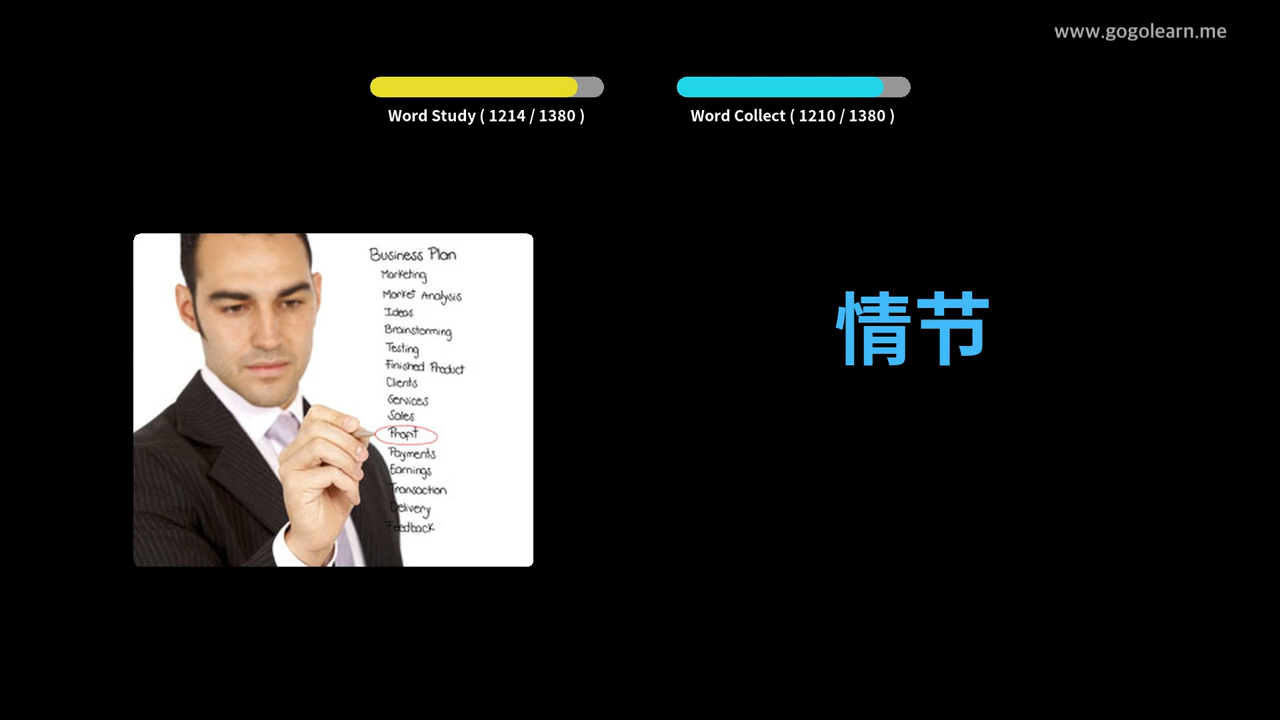 www.gogolearn.me
Word Study ( 1214 / 1380 )
Word Collect ( 1210 / 1380 )
Business Plan
Marketing
Market Analysis
Ideas
Brainstorming
Testing
Finished Product
Clients
Services
Sales
Profit
Payments
Earnings
Transaction
Delivery
Feedback
情节